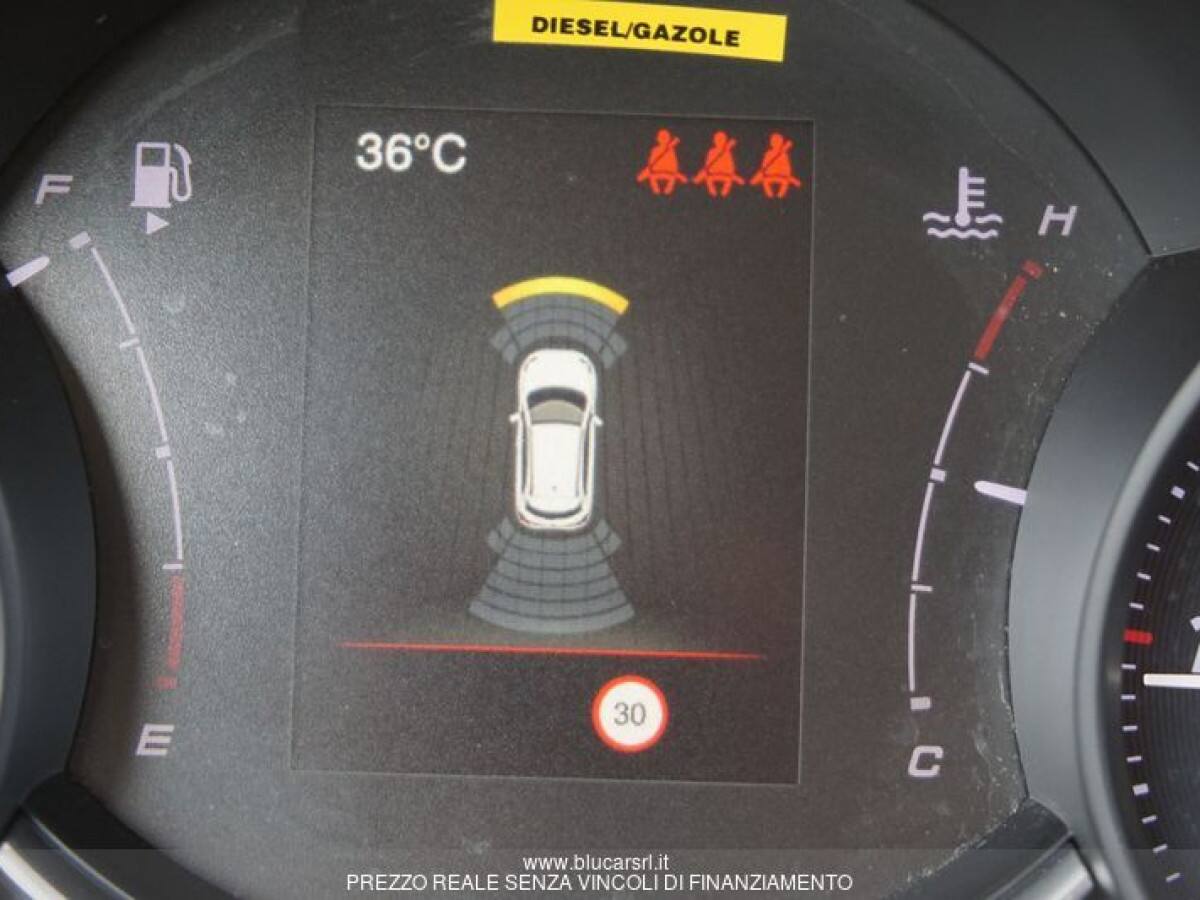 DIESEL/GAZOLE
36°C
F
H
30
E
C
www.blucarsrl.it
PREZZO REALE SENZA VINCOLI DI FINANZIAMENTO